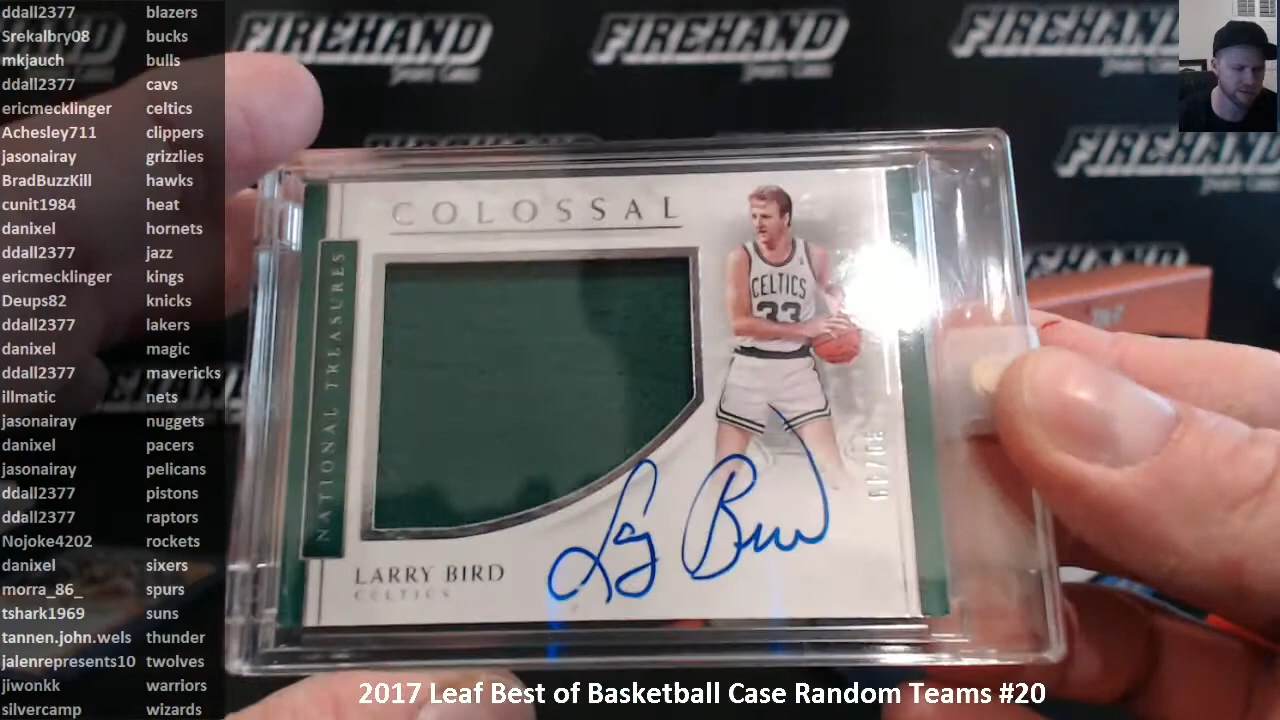 ddall2377 blazers
Srekalbry08 bucks
mkjauch bulls
ddall2377 cavs
ericmecklinger celtics
Achesley711 clippers
jasonairay grizzlies
BradBuzzKill hawks
cunit1984 heat
danixel hornets
ddall2377 jazz
ericmecklinger kings
Deups82 knicks
ddall2377 lakers
danixel magic
ddall2377 mavericks
illmatic nets
jasonairay nuggets
danixel pacers
jasonairay pelicans
ddall2377 pistons
ddall2377 raptors
Nojoke4202 rockets
danixel sixers
morra_86_ spurs
tshark1969 suns
tannen.john.wels thunder
jalenrepresents10 twolves
jiwonkk warriors
silvercamp wizards
FIREHAND
FIREHAND
FIREHAND
FIREHAND
COLOSSAL
NATIONAL TREASURES
CELTICS
33
LARRY BIRD
CELTICS
Larry Bird
2017 Leaf Best of Basketball Case Random Teams #20